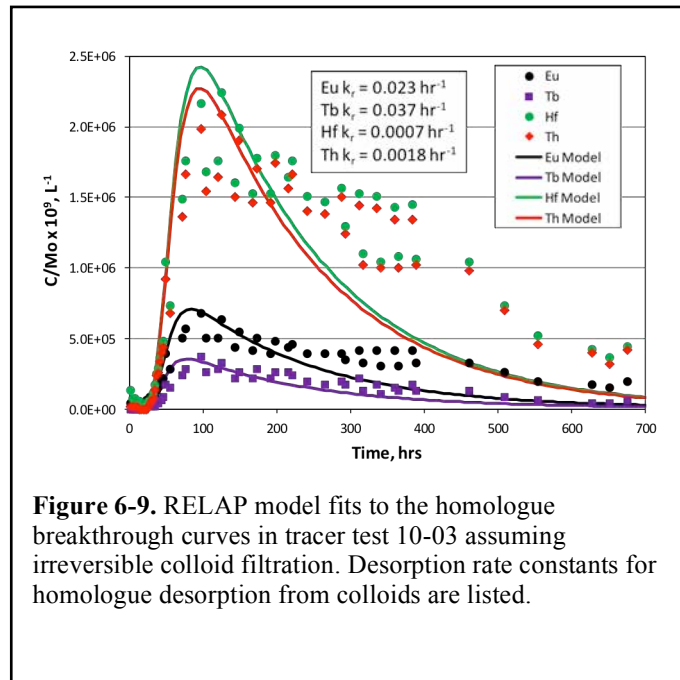 2.5E+06
2.0E+06
1.5E+06
1.0E+06
5.0E+05
0.0E+00
C/Mo x 10⁹, L⁻¹
Eu kᵣ = 0.023 hr⁻¹
Tb kᵣ = 0.037 hr⁻¹
Hf kᵣ = 0.0007 hr⁻¹
Th kᵣ = 0.0018 hr⁻¹
Eu
Tb
Hf
Th
Eu Model
Tb Model
Hf Model
Th Model
0 100 200 300 400 500 600 700
Time, hrs
Figure 6-9. RELAP model fits to the homologue
breakthrough curves in tracer test 10-03 assuming
irreversible colloid filtration. Desorption rate constants for
homologue desorption from colloids are listed.